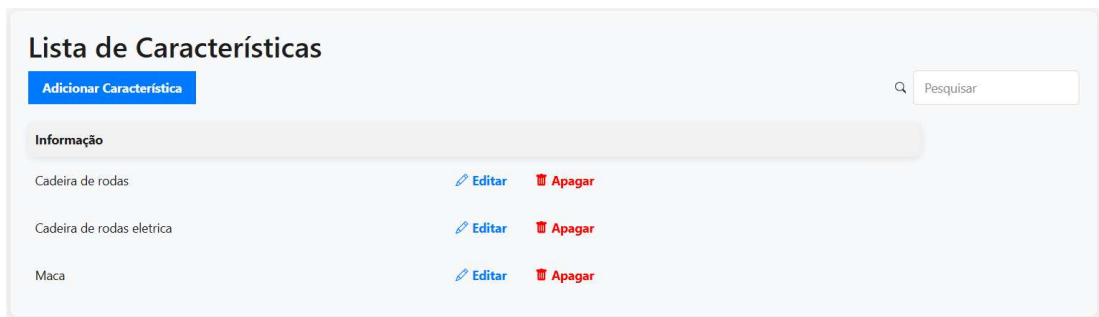 Lista de Características
Adicionar Característica
Pesquisar
Informação
Cadeira de rodas Editar Apagar
Cadeira de rodas eletrica Editar Apagar
Maca Editar Apagar